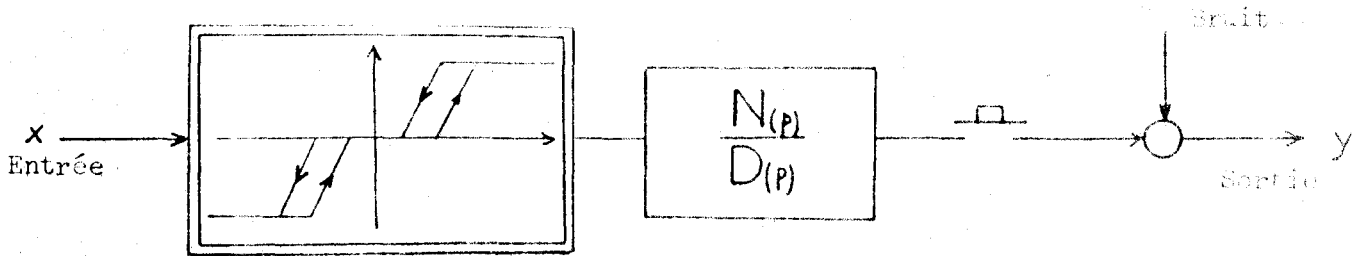 Bruit
x
Entrée
N(p)
D(p)
y
Sortie